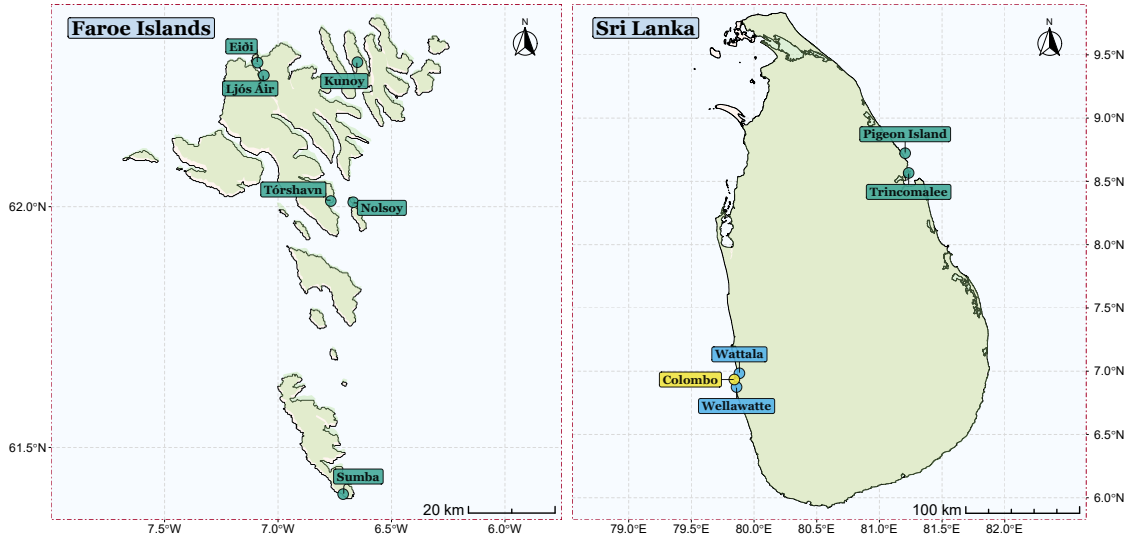 Faroe Islands
N
Eiði
Ljós Áir
Kunoy
Tórshavn
Nolsoy
Sumba
62.0°N
61.5°N
20 km
7.5°W
7.0°W
6.5°W
6.0°W
Sri Lanka
N
Pigeon Island
Trincomalee
Wattala
Colombo
Wellawatte
9.5°N
9.0°N
8.5°N
8.0°N
7.5°N
7.0°N
6.5°N
6.0°N
100 km
79.0°E
79.5°E
80.0°E
80.5°E
81.0°E
81.5°E
82.0°E